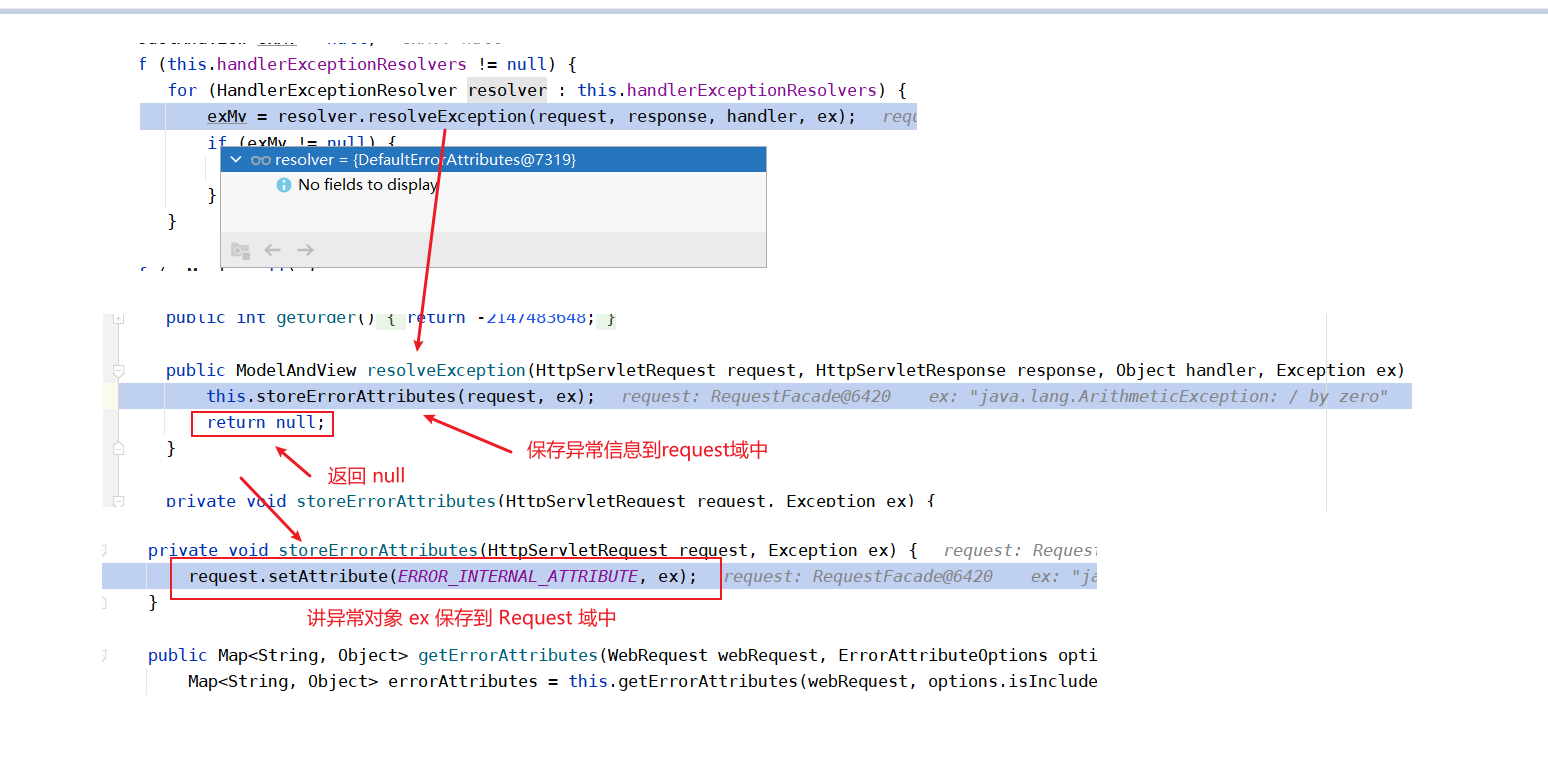 f (this.handlerExceptionResolvers != null) {
for (HandlerExceptionResolver resolver : this.handlerExceptionResolvers) {
exMv = resolver.resolveException(request, response, handler, ex);
if (exMv != null) {
resolver = {DefaultErrorAttributes@7319}
No fields to display
}
}
public int getOrder() { return -2147483648; }
public ModelAndView resolveException(HttpServletRequest request, HttpServletResponse response, Object handler, Exception ex)
this.storeErrorAttributes(request, ex); request: RequestFacade@6420 ex: "java.lang.ArithmeticException: / by zero"
return null;
}
保存异常信息到request域中
返回 null
private void storeErrorAttributes(HttpServletRequest request, Exception ex) {
private void storeErrorAttributes(HttpServletRequest request, Exception ex) { request: Request
request.setAttribute(ERROR_INTERNAL_ATTRIBUTE, ex); request: RequestFacade@6420 ex: "ja
}
讲异常对象 ex 保存到 Request 域中
public Map<String, Object> getErrorAttributes(WebRequest webRequest, ErrorAttributeOptions opti
Map<String, Object> errorAttributes = this.getErrorAttributes(webRequest, options.isInclude